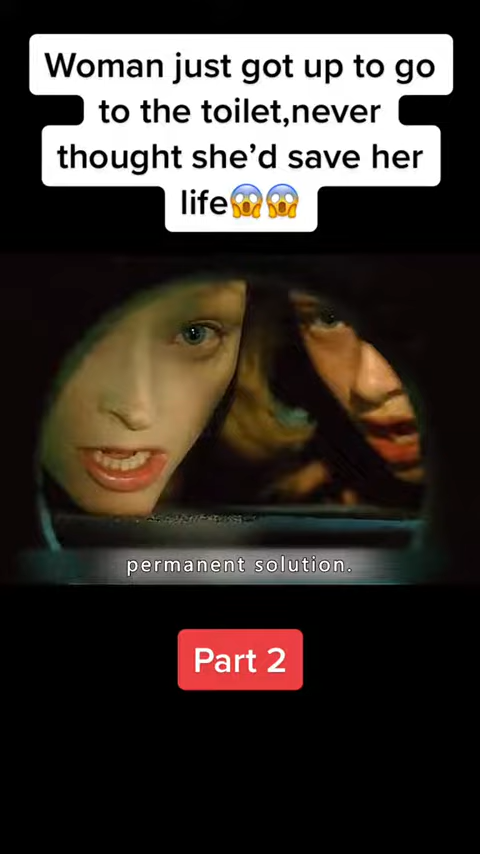 Woman just got up to go
to the toilet,never
thought she’d save her
life😱😱
permanent solution.
Part 2